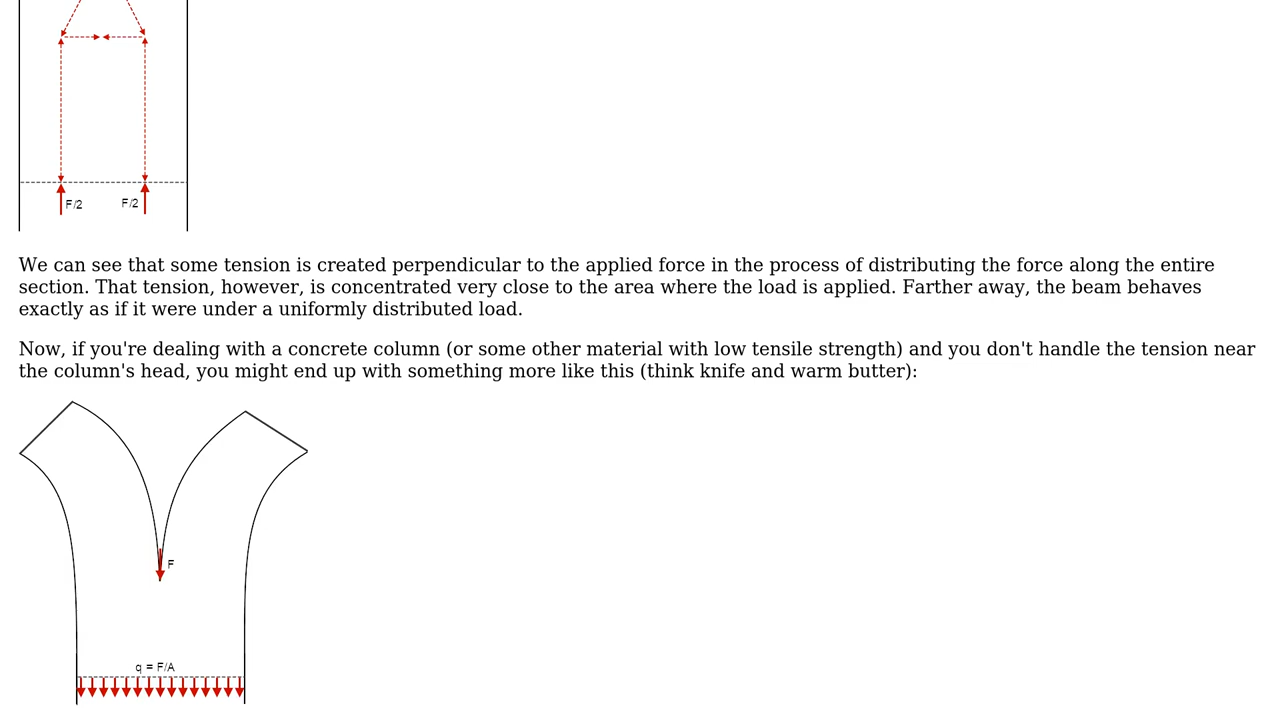 F/2 F/2
We can see that some tension is created perpendicular to the applied force in the process of distributing the force along the entire
section. That tension, however, is concentrated very close to the area where the load is applied. Farther away, the beam behaves
exactly as if it were under a uniformly distributed load.
Now, if you're dealing with a concrete column (or some other material with low tensile strength) and you don't handle the tension near
the column's head, you might end up with something more like this (think knife and warm butter):
F
q = F/A